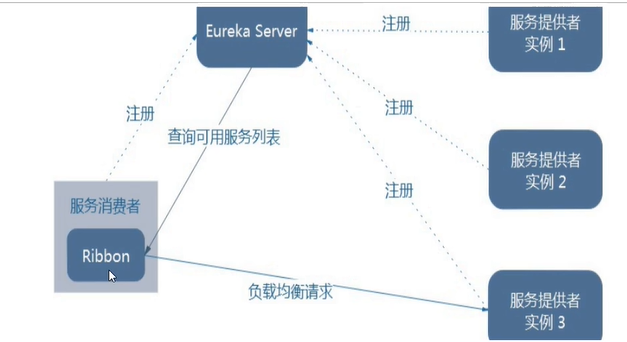 Eureka Server
注册
服务提供者
实例 1
注册
注册
查询可用服务列表
服务提供者
实例 2
注册
服务消费者
Ribbon
负载均衡请求
服务提供者
实例 3